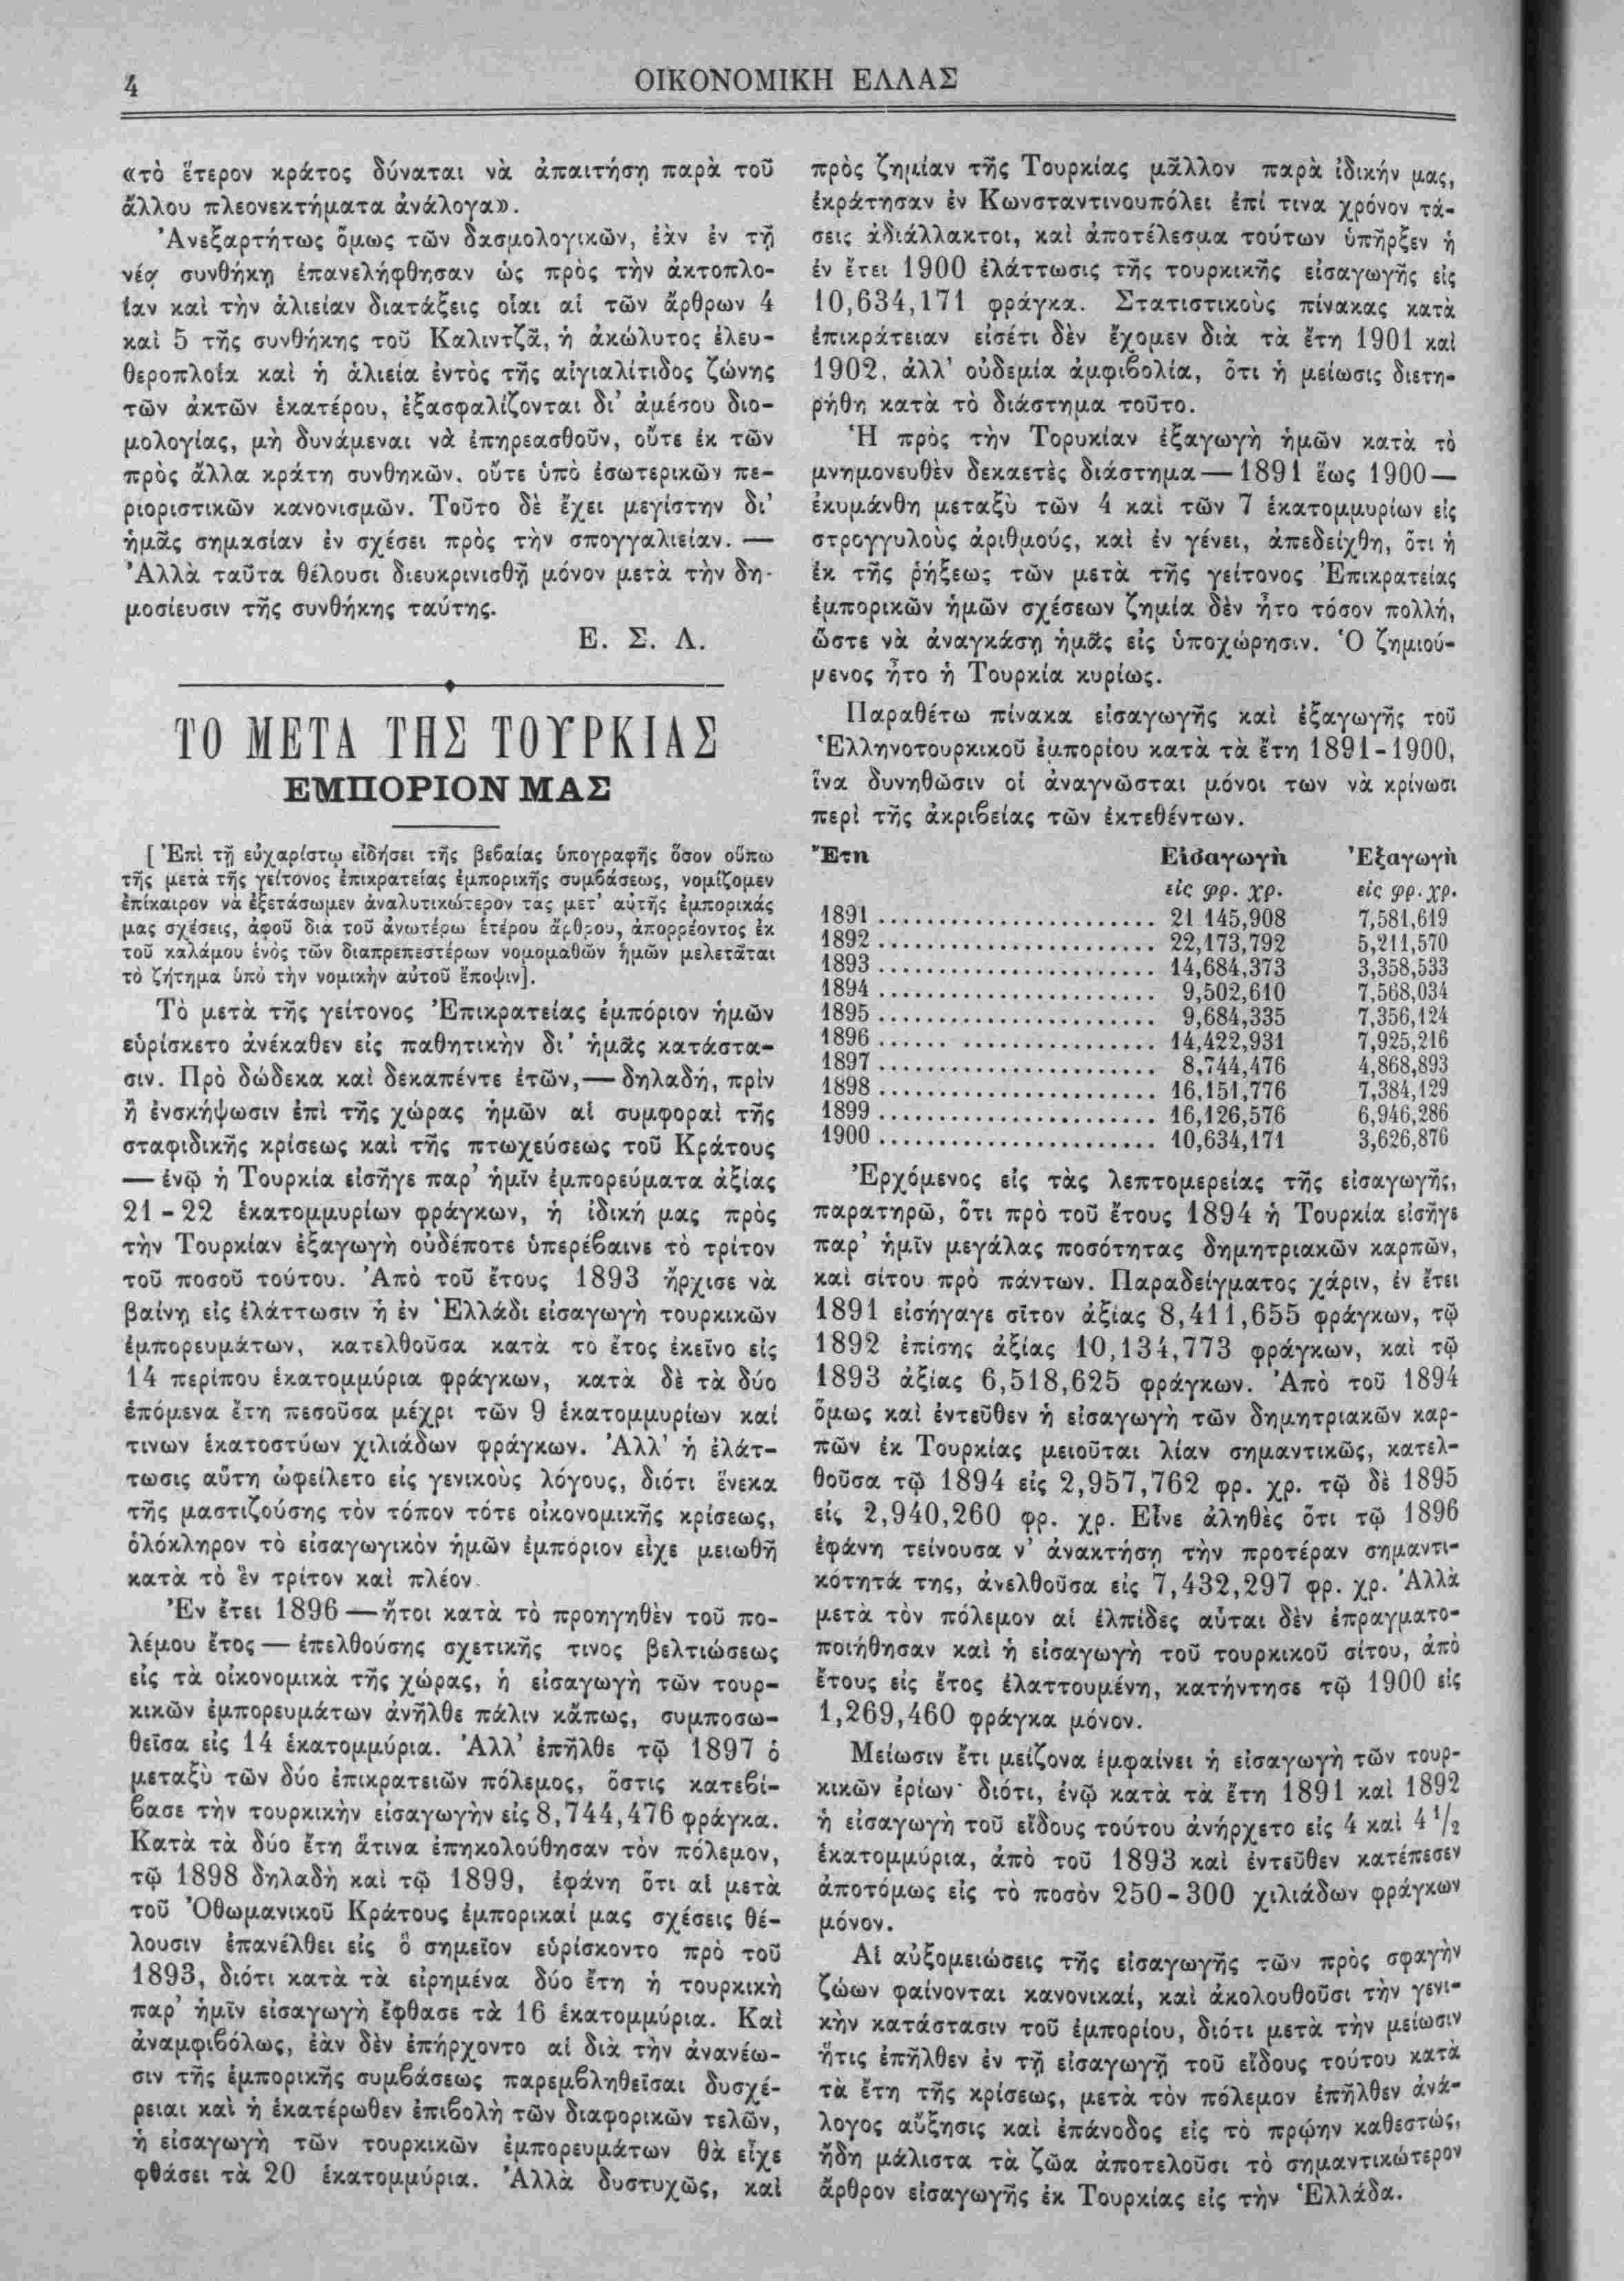 4
ΟΙΚΟΝΟΜΙΚΗ ΕΛΛΑΣ
«τὸ ἕτερον κράτος δύναται νὰ ἀπαιτήσῃ παρὰ τοῦ
ἄλλου πλεονεκτήματα ἀνάλογα».
Ἀνεξαρτήτως ὅμως τῶν δασμολογικῶν, ἐὰν ἐν τῇ
νέᾳ συνθήκῃ ἐπανελήφθησαν ὡς πρὸς τὴν ἀκτοπλο-
ΐαν καὶ τὴν ἁλιείαν διατάξεις οἷαι αἱ τῶν ἄρθρων 4
καὶ 5 τῆς συνθήκης τοῦ Καλιντζᾶ, ἡ ἀκώλυτος ἐλευ-
θεροπλοΐα καὶ ἡ ἁλιεία ἐντὸς τῆς αἰγιαλίτιδος ζώνης
τῶν ἀκτῶν ἑκατέρου, ἐξασφαλίζονται δι' ἀμέσου διο-
μολογίας, μὴ δυνάμεναι νὰ ἐπηρεασθοῦν, οὔτε ἐκ τῶν
πρὸς ἄλλα κράτη συνθηκῶν. οὔτε ὑπὸ ἐσωτερικῶν πε-
ριοριστικῶν κανονισμῶν. Τοῦτο δὲ ἔχει μεγίστην δι'
ἡμᾶς σημασίαν ἐν σχέσει πρὸς τὴν σπογγαλιείαν. —
Ἀλλὰ ταῦτα θέλουσι διευκρινισθῇ μόνον μετὰ τὴν δη-
μοσίευσιν τῆς συνθήκης ταύτης.
Ε. Σ. Λ.
ΤΟ ΜΕΤΑ ΤΗΣ ΤΟΥΡΚΙΑΣ
ΕΜΠΟΡΙΟΝ ΜΑΣ
[Ἐπὶ τῇ εὐχαρίστῳ εἰδήσει τῆς βεβαίας ὑπογραφῆς ὅσον οὔπω
τῆς μετὰ τῆς γείτονος ἐπικρατείας ἐμπορικῆς συμβάσεως, νομίζομεν
ἐπίκαιρον νὰ ἐξετάσωμεν ἀναλυτικώτερον τας μετ' αὐτῆς ἐμπορικάς
μας σχέσεις, ἀφοῦ διὰ τοῦ ἀνωτέρω ἑτέρου ἄρθρου, ἀπορρέοντος ἐκ
τοῦ καλάμου ἑνὸς τῶν διαπρεπεστέρων νομομαθῶν ἡμῶν μελετᾶται
τὸ ζήτημα ὑπὸ τὴν νομικὴν αὐτοῦ ἔποψιν].
Τὸ μετὰ τῆς γείτονος Ἐπικρατείας ἐμπόριον ἡμῶν
εὑρίσκετο ἀνέκαθεν εἰς παθητικὴν δι' ἡμᾶς κατάστα-
σιν. Πρὸ δώδεκα καὶ δεκαπέντε ἐτῶν,—δηλαδή, πρὶν
ἢ ἐνσκήψωσιν ἐπὶ τῆς χώρας ἡμῶν αἱ συμφοραὶ τῆς
σταφιδικῆς κρίσεως καὶ τῆς πτωχεύσεως τοῦ Κράτους
— ἐνῷ ἡ Τουρκία εἰσῆγε παρ' ἡμῖν ἐμπορεύματα ἀξίας
21 - 22 ἑκατομμυρίων φράγκων, ἡ ἰδική μας πρὸς
τὴν Τουρκίαν ἐξαγωγὴ οὐδέποτε ὑπερέβαινε τὸ τρίτον
τοῦ ποσοῦ τούτου. Ἀπὸ τοῦ ἔτους 1893 ἤρχισε νὰ
βαίνῃ εἰς ἐλάττωσιν ἡ ἐν Ἑλλάδι εἰσαγωγὴ τουρκικῶν
ἐμπορευμάτων, κατελθοῦσα κατὰ το ἔτος ἐκεῖνο εἰς
14 περίπου ἑκατομμύρια φράγκων, κατὰ δὲ τὰ δύο
ἑπόμενα ἔτη πεσοῦσα μέχρι τῶν 9 ἑκατομμυρίων καί
τινων ἑκατοστύων χιλιάδων φράγκων. Ἀλλ' ἡ ἐλάτ-
τωσις αὕτη ὠφείλετο εἰς γενικοὺς λόγους, διότι ἕνεκα
τῆς μαστιζούσης τὸν τόπον τότε οἰκονομικῆς κρίσεως,
ὁλόκληρον τὸ εἰσαγωγικὸν ἡμῶν ἐμπόριον εἶχε μειωθῆ
κατὰ τὸ ἓν τρίτον καὶ πλέον.
Ἐν ἔτει 1896 — ἤτοι κατὰ τὸ προηγηθὲν τοῦ πο-
λέμου ἔτος — ἐπελθούσης σχετικῆς τινος βελτιώσεως
εἰς τὰ οἰκονομικὰ τῆς χώρας, ἡ εἰσαγωγὴ τῶν τουρ-
κικῶν ἐμπορευμάτων ἀνῆλθε πάλιν κἄπως, συμποσω-
θεῖσα εἰς 14 ἑκατομμύρια. Ἀλλ' ἐπῆλθε τῷ 1897 ὁ
μεταξὺ τῶν δύο ἐπικρατειῶν πόλεμος, ὅστις κατεβί-
βασε τὴν τουρκικὴν εἰσαγωγὴν εἰς 8,744,476 φράγκα.
Κατὰ τὰ δύο ἔτη ἅτινα ἐπηκολούθησαν τὸν πόλεμον,
τῷ 1898 δηλαδὴ καὶ τῷ 1899, ἐφάνη ὅτι αἱ μετὰ
τοῦ Ὀθωμανικοῦ Κράτους ἐμπορικαί μας σχέσεις θέ-
λουσιν ἐπανέλθει εἰς ὃ σημεῖον εὑρίσκοντο πρὸ τοῦ
1893, διότι κατὰ τὰ εἰρημένα δύο ἔτη ἡ τουρκικὴ
παρ' ἡμῖν εἰσαγωγὴ ἔφθασε τὰ 16 ἑκατομμύρια. Καὶ
ἀναμφιβόλως, ἐὰν δὲν ἐπήρχοντο αἱ διὰ τὴν ἀνανέω-
σιν τῆς ἐμπορικῆς συμβάσεως παρεμβληθεῖσαι δυσχέ-
ρειαι καὶ ἡ ἑκατέρωθεν ἐπιβολὴ τῶν διαφορικῶν τελῶν,
ἡ εἰσαγωγὴ τῶν τουρκικῶν ἐμπορευμάτων θὰ εἶχε
φθάσει τὰ 20 ἑκατομμύρια. Ἀλλὰ δυστυχῶς, καὶ
πρὸς ζημίαν τῆς Τουρκίας μᾶλλον παρὰ ἰδικήν μας,
ἐκράτησαν ἐν Κωνσταντινουπόλει ἐπί τινα χρόνον τά-
σεις ἀδιάλλακτοι, καὶ ἀποτέλεσμα τούτων ὑπῆρξεν ἡ
ἐν ἔτει 1900 ἐλάττωσις τῆς τουρκικῆς εἰσαγωγῆς εἰς
10,634,171 φράγκα. Στατιστικοὺς πίνακας κατὰ
ἐπικράτειαν εἰσέτι δὲν ἔχομεν διὰ τὰ ἔτη 1901 καὶ
1902, ἀλλ' οὐδεμία ἀμφιβολία, ὅτι ἡ μείωσις διετη-
ρήθη κατὰ τὸ διάστημα τοῦτο.
Ἡ πρὸς τὴν Τορυκίαν ἐξαγωγὴ ἡμῶν κατὰ τὸ
μνημονευθὲν δεκαετὲς διάστημα — 1891 ἕως 1900 —
ἐκυμάνθη μεταξὺ τῶν 4 καὶ τῶν 7 ἑκατομμυρίων εἰς
στρογγυλοὺς ἀριθμούς, καὶ ἐν γένει, ἀπεδείχθη, ὅτι ἡ
ἐκ τῆς ῥήξεως τῶν μετὰ τῆς γείτονος Ἐπικρατείας
ἐμπορικῶν ἡμῶν σχέσεων ζημία δὲν ἦτο τόσον πολλή,
ὥστε νὰ ἀναγκάσῃ ἡμᾶς εἰς ὑποχώρησιν. Ὁ ζημιού-
μενος ἦτο ἡ Τουρκία κυρίως.
Παραθέτω πίνακα εἰσαγωγῆς καὶ ἐξαγωγῆς τοῦ
Ἑλληνοτουρκικοῦ ἐμπορίου κατὰ τὰ ἔτη 1891-1900,
ἵνα δυνηθῶσιν οἱ ἀναγνῶσται μόνοι των νὰ κρίνωσι
περὶ τῆς ἀκριβείας τῶν ἐκτεθέντων.
Ἔτη Εἰσαγωγὴ Ἐξαγωγὴ
εἰς φρ. χρ. εἰς φρ. χρ.
1891 ........................ 21 145,908 7,581,619
1892 ........................ 22,173,792 5,211,570
1893 ........................ 14,684,373 3,358,533
1894 ........................ 9,502,610 7,568,034
1895 ........................ 9,684,335 7,356,124
1896 ........................ 14,422,931 7,925,216
1897 ........................ 8,744,476 4,868,893
1898 ........................ 16,151,776 7,384,129
1899 ........................ 16,126,576 6,946,286
1900 ........................ 10,634,171 3,626,876
Ἐρχόμενος εἰς τὰς λεπτομερείας τῆς εἰσαγωγῆς,
παρατηρῶ, ὅτι πρὸ τοῦ ἔτους 1894 ἡ Τουρκία εἰσῆγε
παρ' ἡμῖν μεγάλας ποσότητας δημητριακῶν καρπῶν,
καὶ σίτου πρὸ πάντων. Παραδείγματος χάριν, ἐν ἔτει
1891 εἰσήγαγε σῖτον ἀξίας 8,411,655 φράγκων, τῷ
1892 ἐπίσης ἀξίας 10,134,773 φράγκων, καὶ τῷ
1893 ἀξίας 6,518,625 φράγκων. Ἀπὸ τοῦ 1894
ὅμως καὶ ἐντεῦθεν ἡ εἰσαγωγὴ τῶν δημητριακῶν καρ-
πῶν ἐκ Τουρκίας μειοῦται λίαν σημαντικῶς, κατελ-
θοῦσα τῷ 1894 εἰς 2,957,762 φρ. χρ. τῷ δὲ 1895
εἰς 2,940,260 φρ. χρ. Εἶνε ἀληθὲς ὅτι τῷ 1896
ἐφάνη τείνουσα ν' ἀνακτήσῃ τὴν προτέραν σημαντι-
κότητά της, ἀνελθοῦσα εἰς 7,432,297 φρ. χρ. Ἀλλὰ
μετὰ τὸν πόλεμον αἱ ἐλπίδες αὗται δὲν ἐπραγματο-
ποιήθησαν καὶ ἡ εἰσαγωγὴ τοῦ τουρκικοῦ σίτου, ἀπὸ
ἔτους εἰς ἔτος ἐλαττουμένη, κατήντησε τῷ 1900 εἰς
1,269,460 φράγκα μόνον.
Μείωσιν ἔτι μείζονα ἐμφαίνει ἡ εἰσαγωγὴ τῶν τουρ-
κικῶν ἐρίων· διότι, ἐνῷ κατὰ τὰ ἔτη 1891 καὶ 1892
ἡ εἰσαγωγὴ τοῦ εἴδους τούτου ἀνήρχετο εἰς 4 καὶ 4 1/2
ἑκατομμύρια, ἀπὸ τοῦ 1893 καὶ ἐντεῦθεν κατέπεσεν
ἀποτόμως εἰς τὸ ποσὸν 250-300 χιλιάδων φράγκων
μόνον.
Αἱ αὐξομειώσεις τῆς εἰσαγωγῆς τῶν πρὸς σφαγὴν
ζώων φαίνονται κανονικαί, καὶ ἀκολουθοῦσι τὴν γενι-
κὴν κατάστασιν τοῦ ἐμπορίου, διότι μετὰ τὴν μείωσιν
ἥτις ἐπῆλθεν ἐν τῇ εἰσαγωγῇ τοῦ εἴδους τούτου κατὰ
τὰ ἔτη τῆς κρίσεως, μετὰ τὸν πόλεμον ἐπῆλθεν ἀνά-
λογος αὔξησις καὶ ἐπάνοδος εἰς τὸ πρῴην καθεστώς,
ἤδη μάλιστα τὰ ζῶα ἀποτελοῦσι τὸ σημαντικώτερον
ἄρθρον εἰσαγωγῆς ἐκ Τουρκίας εἰς τὴν Ἑλλάδα.